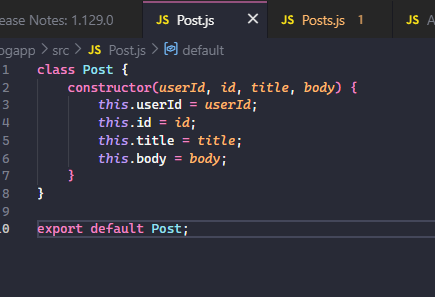 ease Notes: 1.129.0 JS Post.js × JS Posts.js 1 JS A
ogapp > src > JS Post.js > default
1 class Post {
2 constructor(userId, id, title, body) {
3 this.userId = userId;
4 this.id = id;
5 this.title = title;
6 this.body = body;
7 }
8 }
9
10 export default Post;